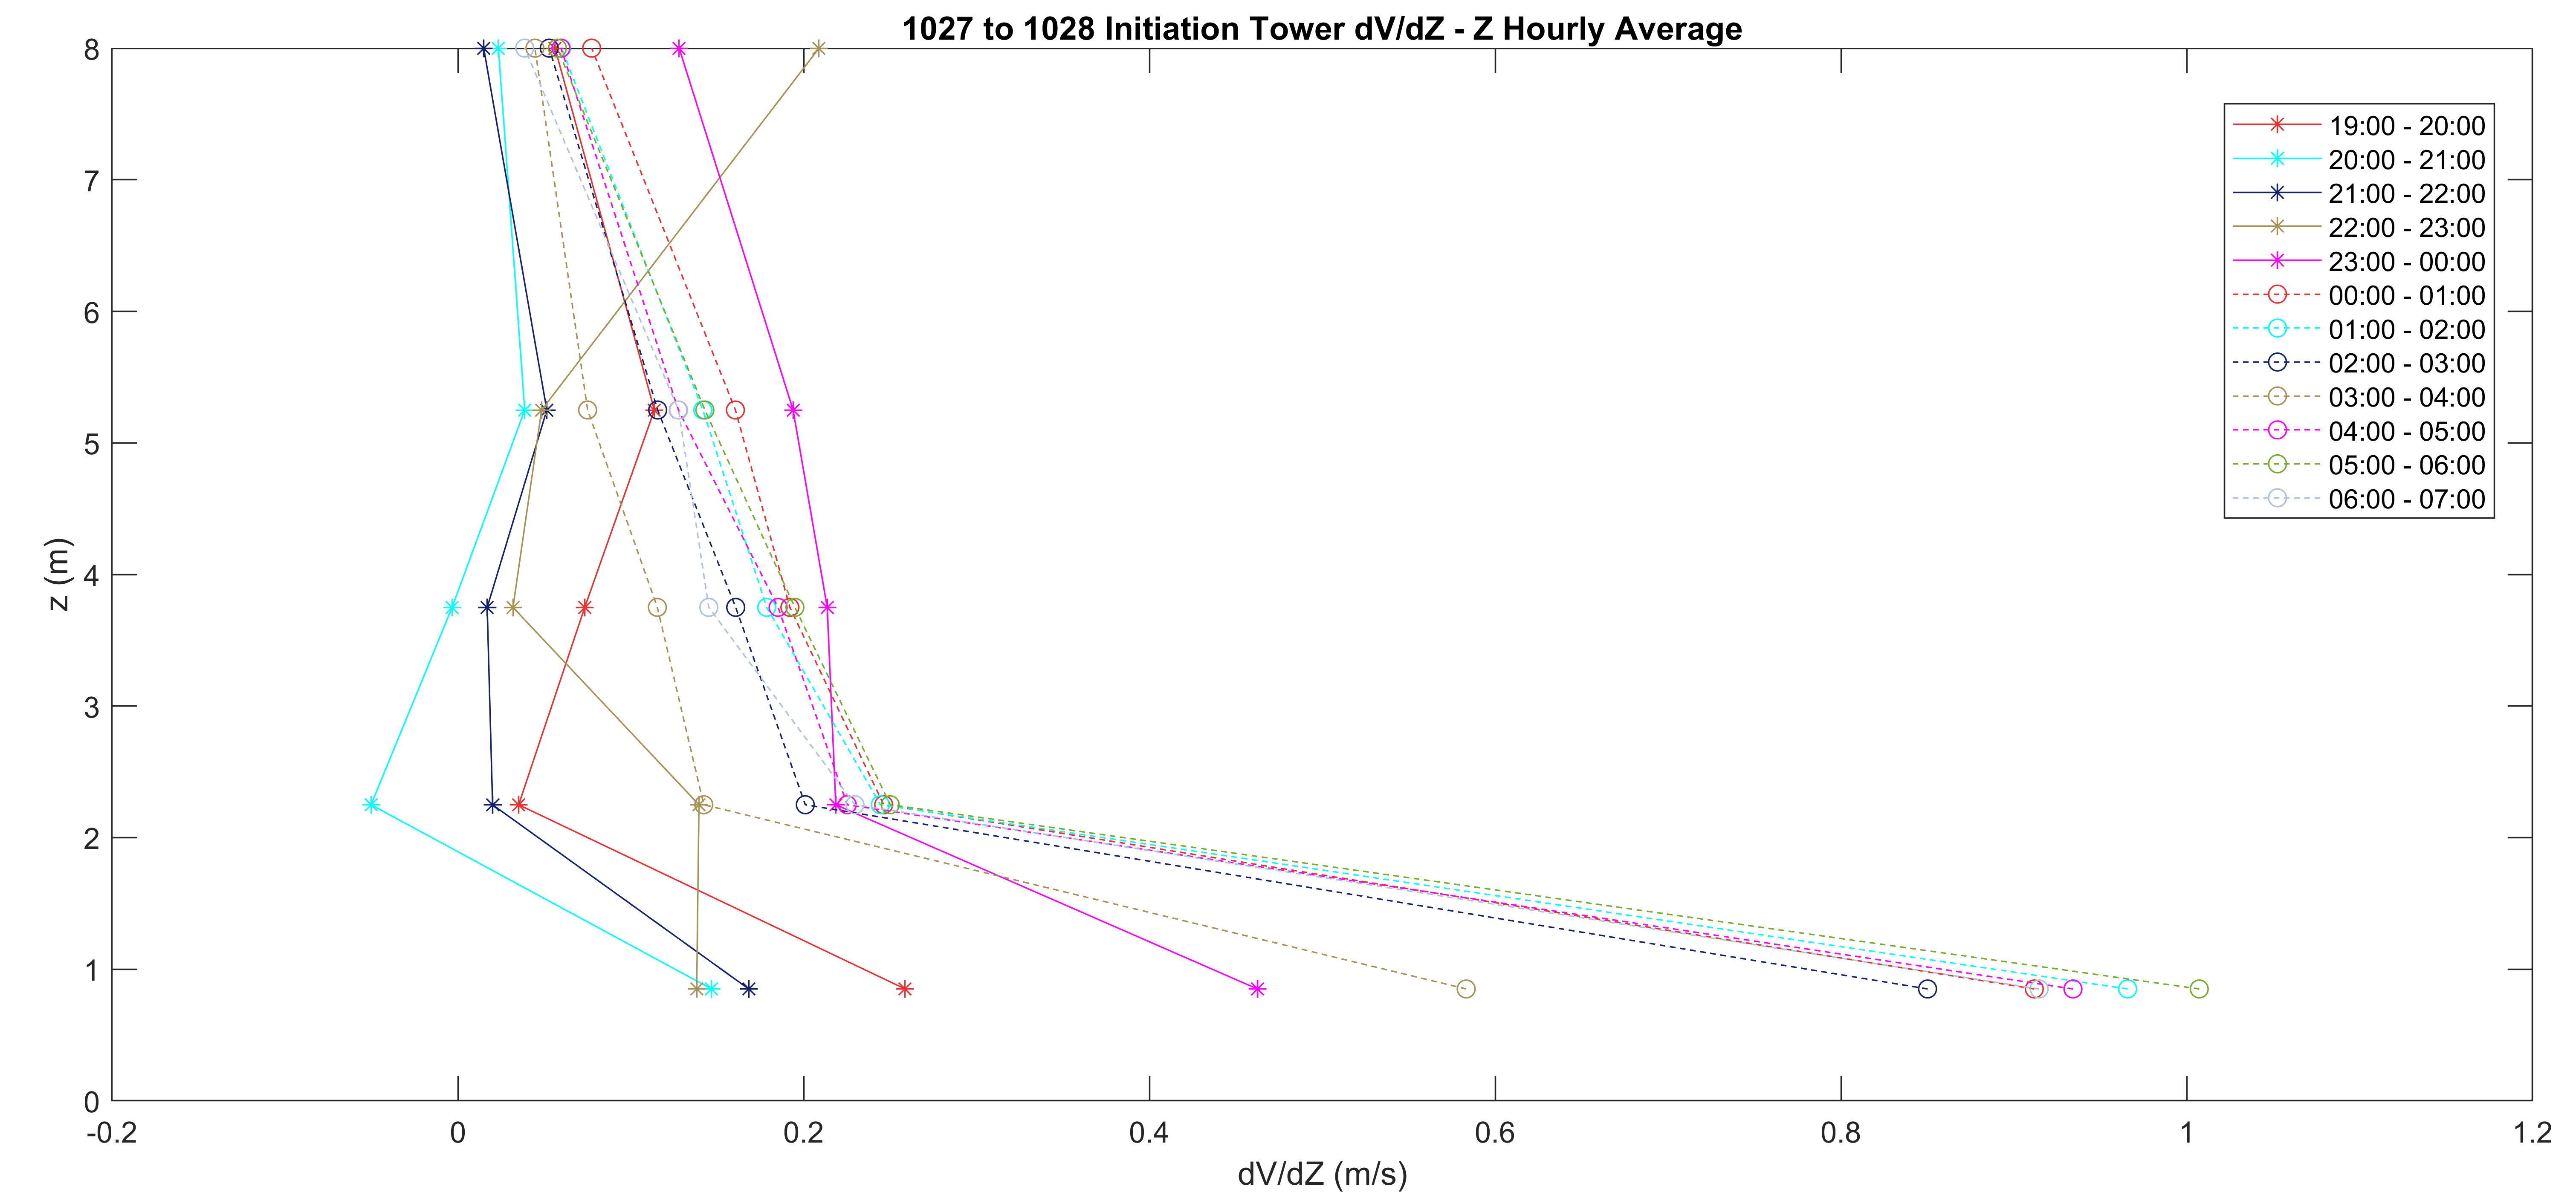 1027 to 1028 Initiation Tower dV/dZ - Z Hourly Average
8
7
6
5
4
3
2
1
0
z (m)
-0.2 0 0.2 0.4 0.6 0.8 1 1.2
dV/dZ (m/s)
19:00 - 20:00
20:00 - 21:00
21:00 - 22:00
22:00 - 23:00
23:00 - 00:00
00:00 - 01:00
01:00 - 02:00
02:00 - 03:00
03:00 - 04:00
04:00 - 05:00
05:00 - 06:00
06:00 - 07:00